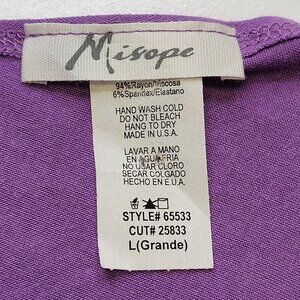 Misope
94%Rayon/Viscosa
6%Spandex/Elastano
HAND WASH COLD
DO NOT BLEACH
HANG TO DRY
MADE IN U.S.A.
LAVAR A MANO
EN AGUA FRIA
NO USAR CLORO
SECAR COLGADO
HECHO EN E.U.A.
STYLE# 65533
CUT# 25833
L(Grande)